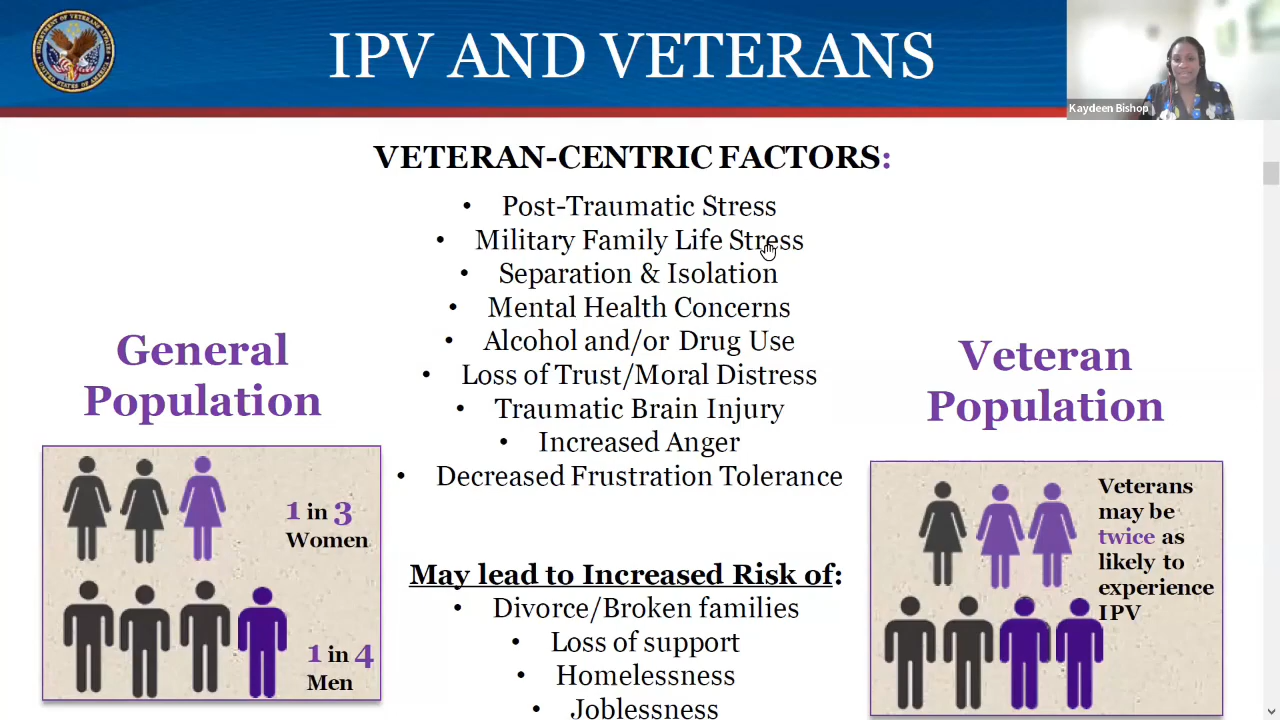 IPV AND VETERANS
Kaydeen Bishop
VETERAN-CENTRIC FACTORS:
• Post-Traumatic Stress
• Military Family Life Stress
• Separation & Isolation
• Mental Health Concerns
• Alcohol and/or Drug Use
• Loss of Trust/Moral Distress
• Traumatic Brain Injury
• Increased Anger
• Decreased Frustration Tolerance
May lead to Increased Risk of:
• Divorce/Broken families
• Loss of support
• Homelessness
• Joblessness
General
Population
1 in 3
Women
1 in 4
Men
Veteran
Population
Veterans
may be
twice as
likely to
experience
IPV